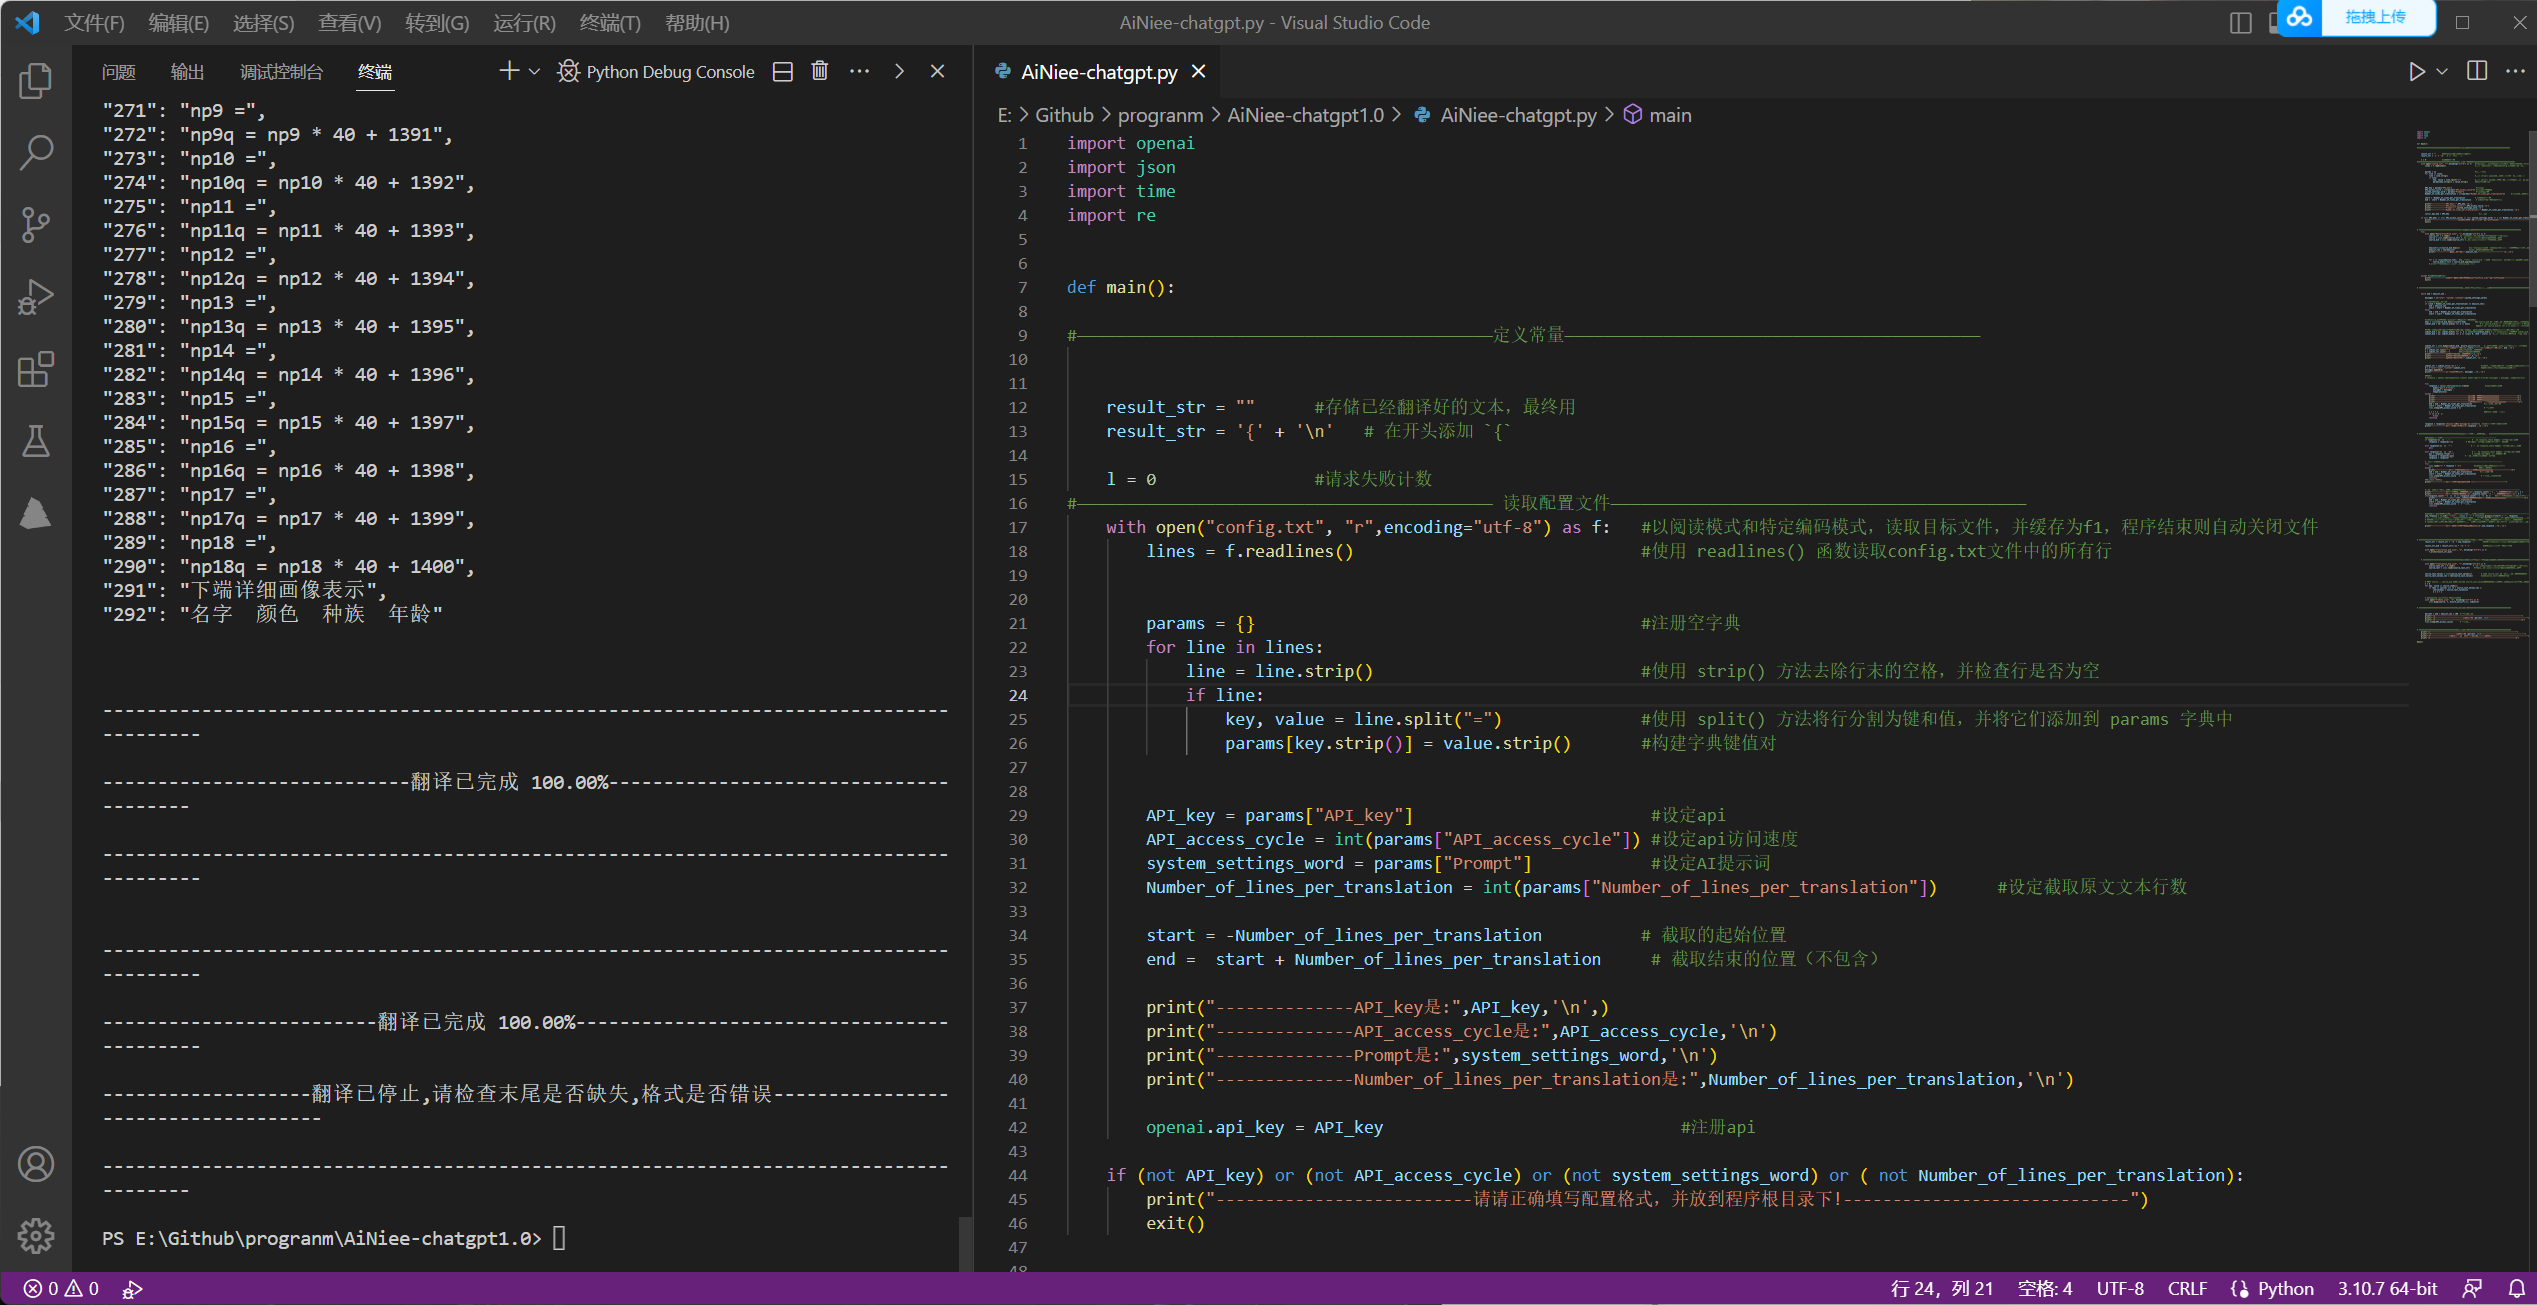 文件(F) 编辑(E) 选择(S) 查看(V) 转到(G) 运行(R) 终端(T) 帮助(H)
AiNiee-chatgpt.py - Visual Studio Code
拖拽上传
问题 输出 调试控制台 终端
Python Debug Console
"271": "np9 =",
"272": "np9q = np9 * 40 + 1391",
"273": "np10 =",
"274": "np10q = np10 * 40 + 1392",
"275": "np11 =",
"276": "np11q = np11 * 40 + 1393",
"277": "np12 =",
"278": "np12q = np12 * 40 + 1394",
"279": "np13 =",
"280": "np13q = np13 * 40 + 1395",
"281": "np14 =",
"282": "np14q = np14 * 40 + 1396",
"283": "np15 =",
"284": "np15q = np15 * 40 + 1397",
"285": "np16 =",
"286": "np16q = np16 * 40 + 1398",
"287": "np17 =",
"288": "np17q = np17 * 40 + 1399",
"289": "np18 =",
"290": "np18q = np18 * 40 + 1400",
"291": "下端详细画像表示",
"292": "名字  颜色  种族  年龄"
-----------------------------------------------------------------------------
---------
----------------------------翻译已完成 100.00%-------------------------------
--------
-----------------------------------------------------------------------------
---------
-----------------------------------------------------------------------------
---------
-------------------------翻译已完成 100.00%----------------------------------
---------
-------------------翻译已停止,请检查末尾是否缺失,格式是否错误----------------
--------------------
-----------------------------------------------------------------------------
--------
PS E:\Github\progranm\AiNiee-chatgpt1.0>
AiNiee-chatgpt.py
E: > Github > progranm > AiNiee-chatgpt1.0 > AiNiee-chatgpt.py > main
1 import openai
2 import json
3 import time
4 import re
5
6
7 def main():
8
9 #——————————————————————————————————————————定义常量——————————————————————————————————————————
10
11
12 result_str = "" #存储已经翻译好的文本，最终用
13 result_str = '{' + '\n' # 在开头添加 `{`
14
15 l = 0 #请求失败计数
16 #—————————————————————————————————————————— 读取配置文件——————————————————————————————————————————
17 with open("config.txt", "r",encoding="utf-8") as f: #以阅读模式和特定编码模式，读取目标文件，并缓存为f1，程序结束则自动关闭文件
18 lines = f.readlines() #使用 readlines() 函数读取config.txt文件中的所有行
19
20
21 params = {} #注册空字典
22 for line in lines:
23 line = line.strip() #使用 strip() 方法去除行末的空格，并检查行是否为空
24 if line:
25 key, value = line.split("=") #使用 split() 方法将行分割为键和值，并将它们添加到 params 字典中
26 params[key.strip()] = value.strip() #构建字典键值对
27
28
29 API_key = params["API_key"] #设定api
30 API_access_cycle = int(params["API_access_cycle"]) #设定api访问速度
31 system_settings_word = params["Prompt"] #设定AI提示词
32 Number_of_lines_per_translation = int(params["Number_of_lines_per_translation"]) #设定截取原文文本行数
33
34 start = -Number_of_lines_per_translation # 截取的起始位置
35 end =  start + Number_of_lines_per_translation # 截取结束的位置（不包含）
36
37 print("--------------API_key是:",API_key,'\n',)
38 print("--------------API_access_cycle是:",API_access_cycle,'\n')
39 print("--------------Prompt是:",system_settings_word,'\n')
40 print("--------------Number_of_lines_per_translation是:",Number_of_lines_per_translation,'\n')
41
42 openai.api_key = API_key #注册api
43
44 if (not API_key) or (not API_access_cycle) or (not system_settings_word) or ( not Number_of_lines_per_translation):
45 print("--------------------------请请正确填写配置格式，并放到程序根目录下!-----------------------------")
46 exit()
47
48
0 0
行 24，列 21 空格: 4 UTF-8 CRLF Python 3.10.7 64-bit